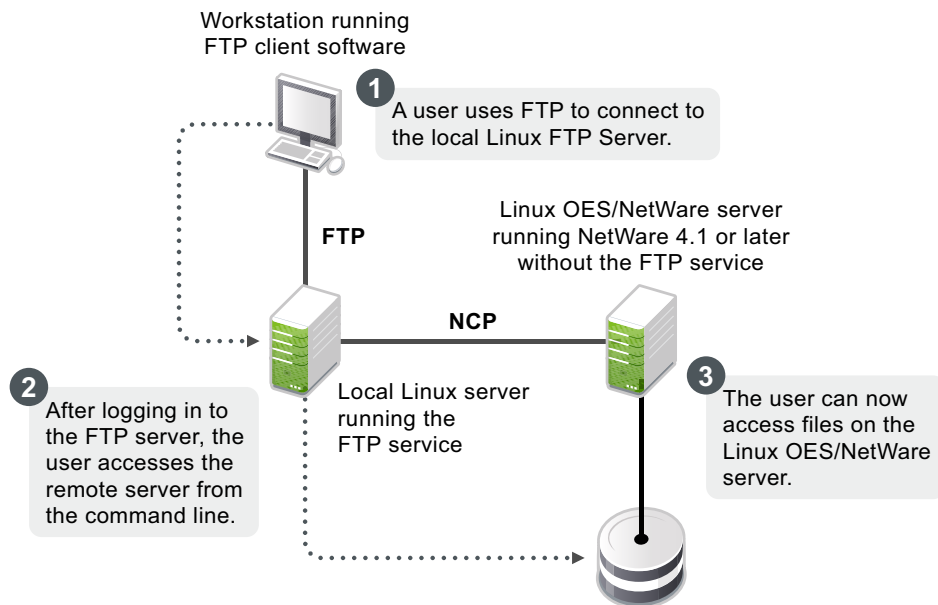 Workstation running
FTP client software
1
A user uses FTP to connect to
the local Linux FTP Server.
FTP
Linux OES/NetWare server
running NetWare 4.1 or later
without the FTP service
NCP
2
After logging in to
the FTP server, the
user accesses the
remote server from
the command line.
Local Linux server
running the
FTP service
3
The user can now
access files on the
Linux OES/NetWare
server.